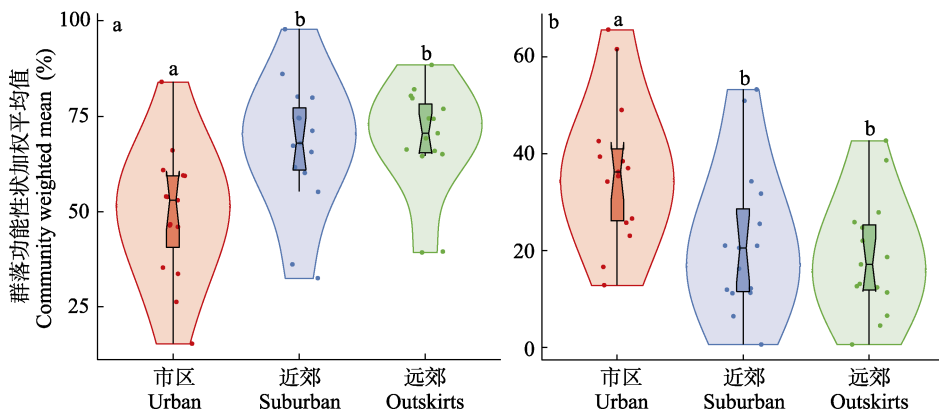 群落功能性状加权平均值
Community weighted mean (%)
100
75
50
25
a
a
b
b
市区
Urban
近郊
Suburban
远郊
Outskirts
60
40
20
0
b
a
b
b
市区
Urban
近郊
Suburban
远郊
Outskirts